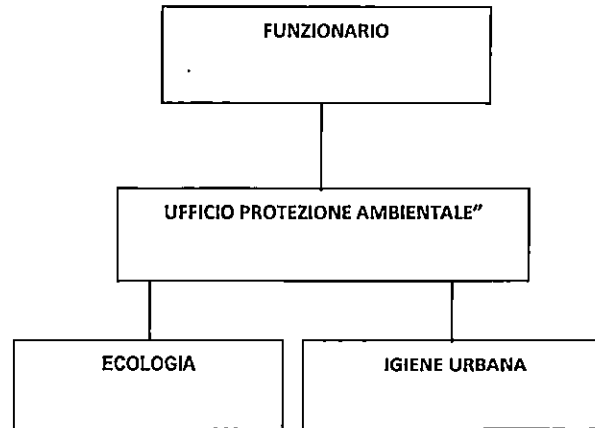 FUNZIONARIO
UFFICIO PROTEZIONE AMBIENTALE"
ECOLOGIA
IGIENE URBANA